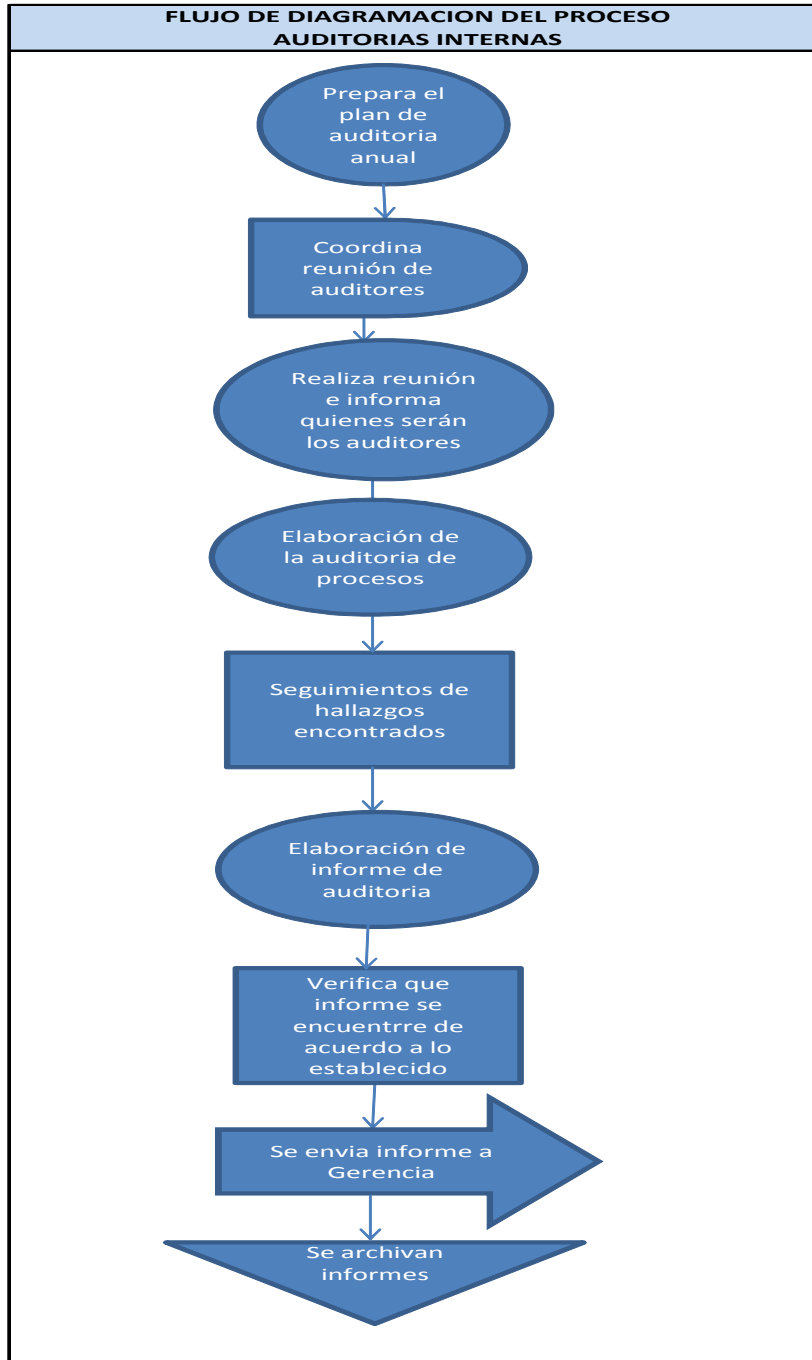 FLUJO DE DIAGRAMACION DEL PROCESO
AUDITORIAS INTERNAS
Prepara el
plan de
auditoria
anual
Coordina
reunión de
auditores
Realiza reunión
e informa
quienes serán
los auditores
Elaboración de
la auditoria de
procesos
Seguimientos de
hallazgos
encontrados
Elaboración de
informe de
auditoria
Verifica que
informe se
encuentrre de
acuerdo a lo
establecido
Se envia informe a
Gerencia
Se archivan
informes